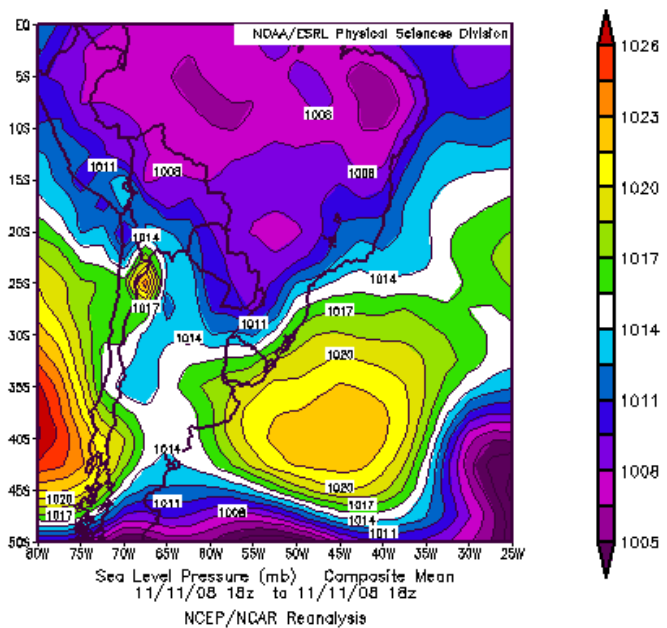 NOAA/ESRL Physical Sciences Division
EQ
5S
10S
15S
20S
25S
30S
35S
40S
45S
50S
1008
1008
1008
1011
1014
1017
1014
1011
1014
1017
1020
1014
1011
1008
1020
1017
1020
1017
1014
1011
80W
75W
70W
65W
60W
55W
50W
45W
40W
35W
30W
25W
1026
1023
1020
1017
1014
1011
1008
1005
Sea Level Pressure (mb) Composite Mean
11/11/08 18z to 11/11/08 18z
NCEP/NCAR Reanalysis